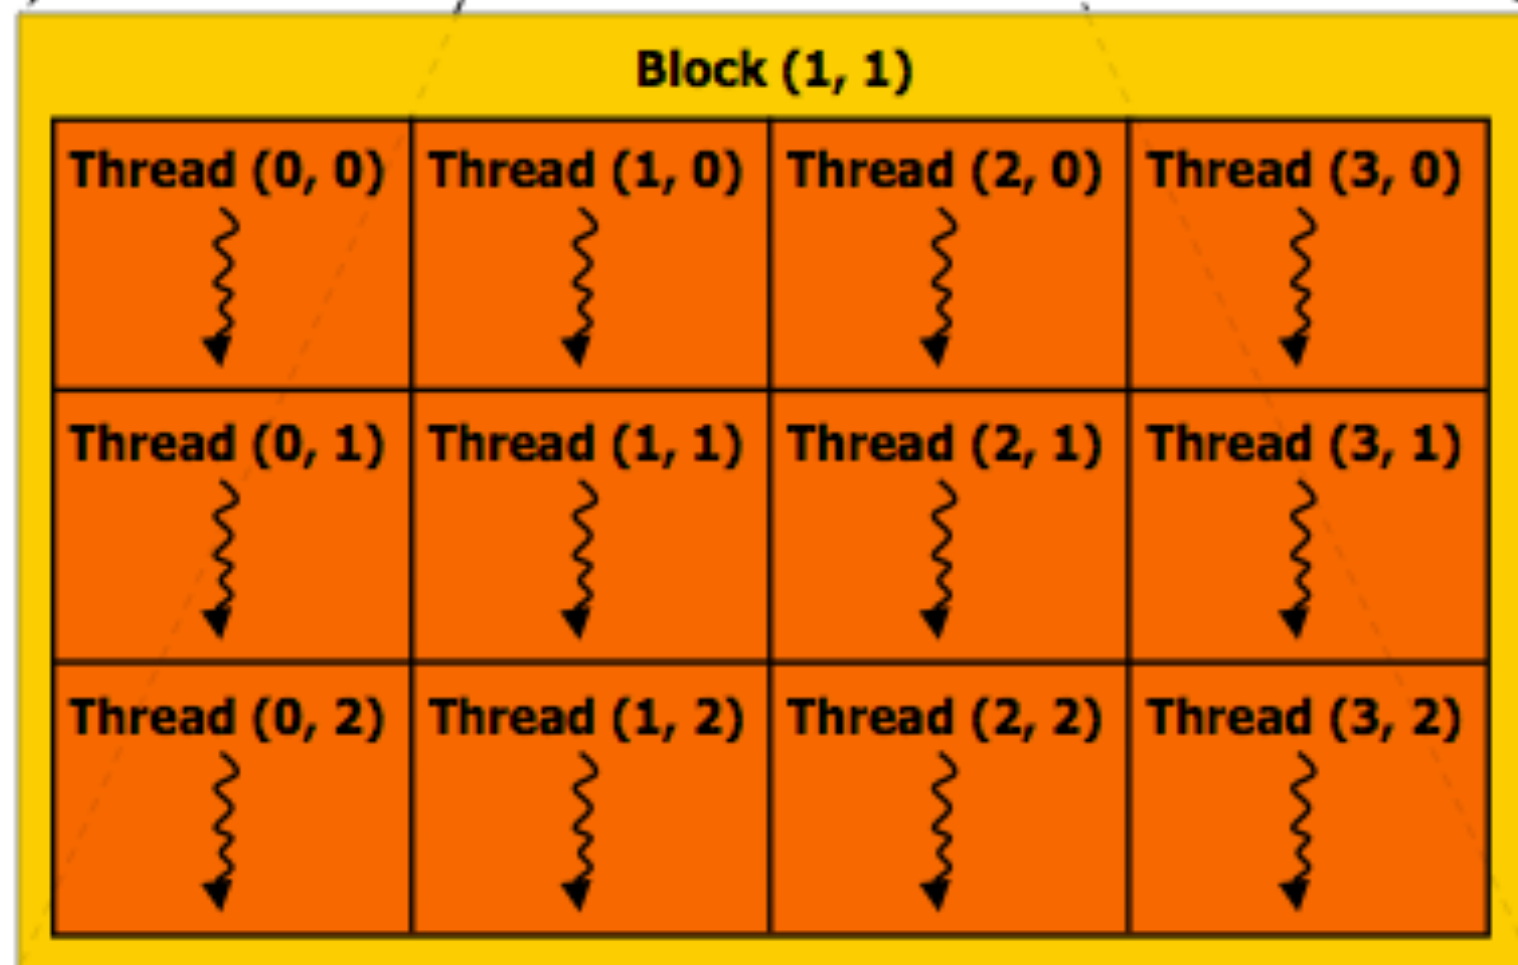 Block (1, 1)
Thread (0, 0) Thread (1, 0) Thread (2, 0) Thread (3, 0)
Thread (0, 1) Thread (1, 1) Thread (2, 1) Thread (3, 1)
Thread (0, 2) Thread (1, 2) Thread (2, 2) Thread (3, 2)